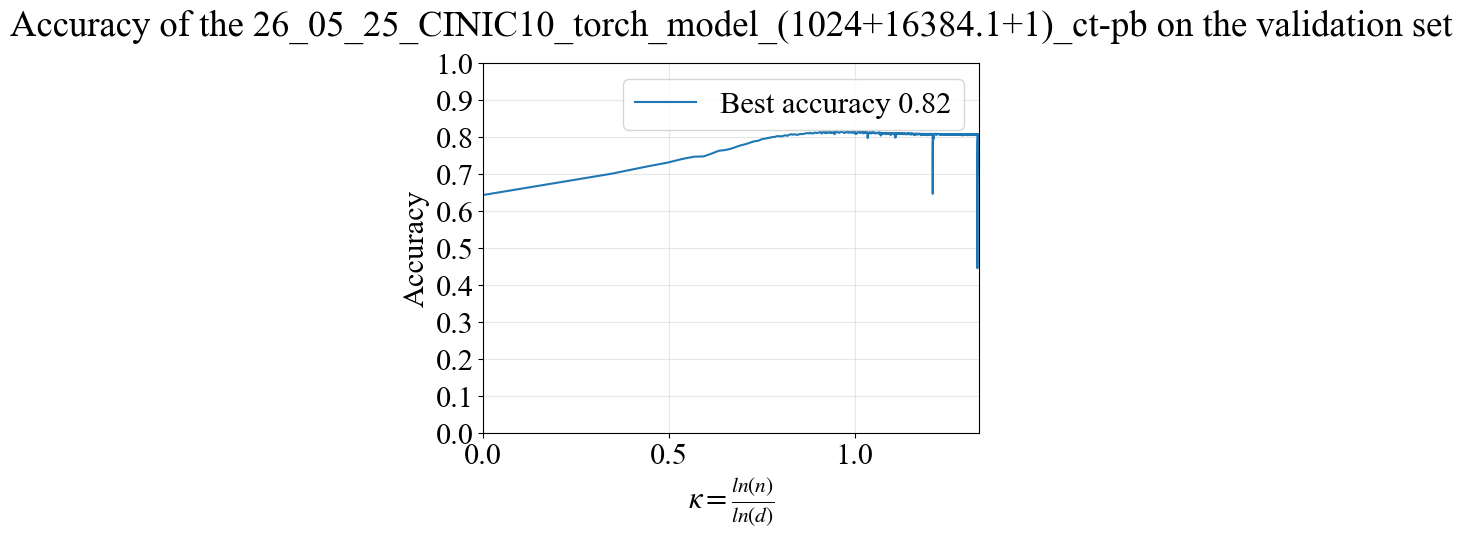 Accuracy of the 26_05_25_CINIC10_torch_model_(1024+16384.1+1)_ct-pb on the validation set
Best accuracy 0.82
Accuracy
1.0
0.9
0.8
0.7
0.6
0.5
0.4
0.3
0.2
0.1
0.0
0.0 0.5 1.0
κ = ln(n) / ln(d)